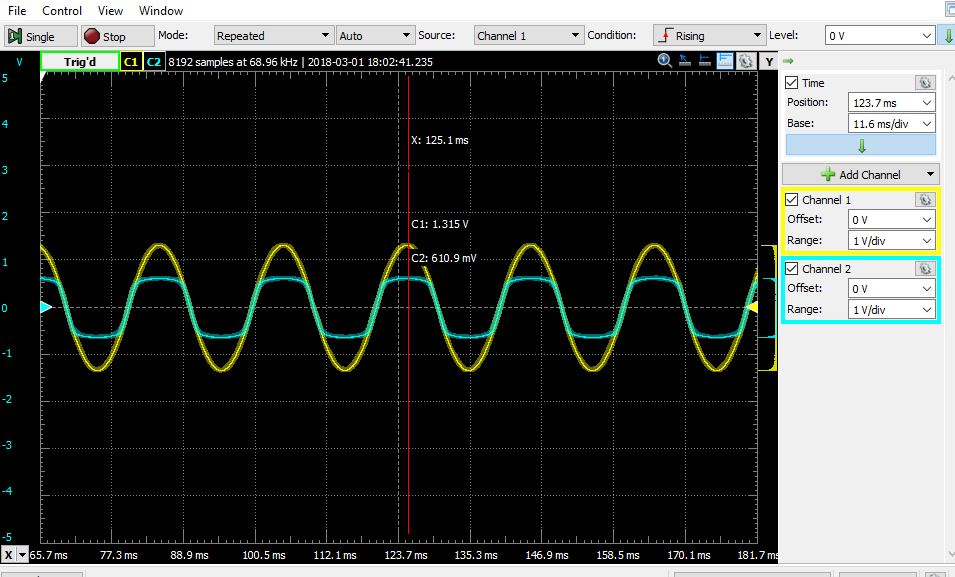 File Control View Window
Single Stop Mode: Repeated Auto Source: Channel 1 Condition: Rising Level: 0 V
V Trig'd C1 C2 8192 samples at 68.96 kHz | 2018-03-01 18:02:41.235 Y
5
4
3
2
1
0
-1
-2
-3
-4
-5
X: 125.1 ms
C1: 1.315 V
C2: 610.9 mV
X 65.7 ms 77.3 ms 88.9 ms 100.5 ms 112.1 ms 123.7 ms 135.3 ms 146.9 ms 158.5 ms 170.1 ms 181.7 ms
Time
Position: 123.7 ms
Base: 11.6 ms/div
Add Channel
Channel 1
Offset: 0 V
Range: 1 V/div
Channel 2
Offset: 0 V
Range: 1 V/div